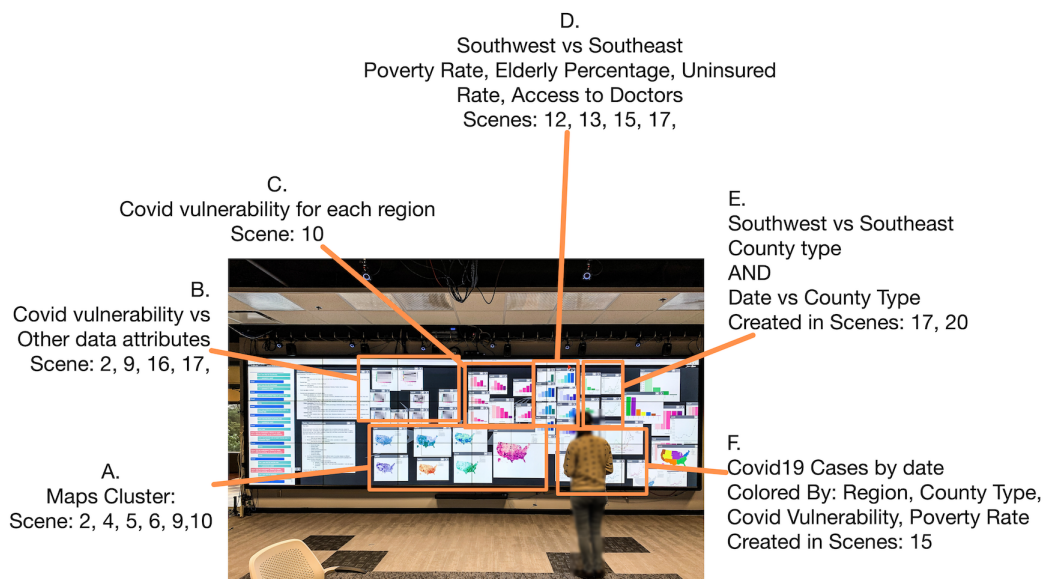 D.
Southwest vs Southeast
Poverty Rate, Elderly Percentage, Uninsured
Rate, Access to Doctors
Scenes: 12, 13, 15, 17,
C.
Covid vulnerability for each region
Scene: 10
E.
Southwest vs Southeast
County type
AND
Date vs County Type
Created in Scenes: 17, 20
B.
Covid vulnerability vs
Other data attributes
Scene: 2, 9, 16, 17,
A.
Maps Cluster:
Scene: 2, 4, 5, 6, 9,10
F.
Covid19 Cases by date
Colored By: Region, County Type,
Covid Vulnerability, Poverty Rate
Created in Scenes: 15